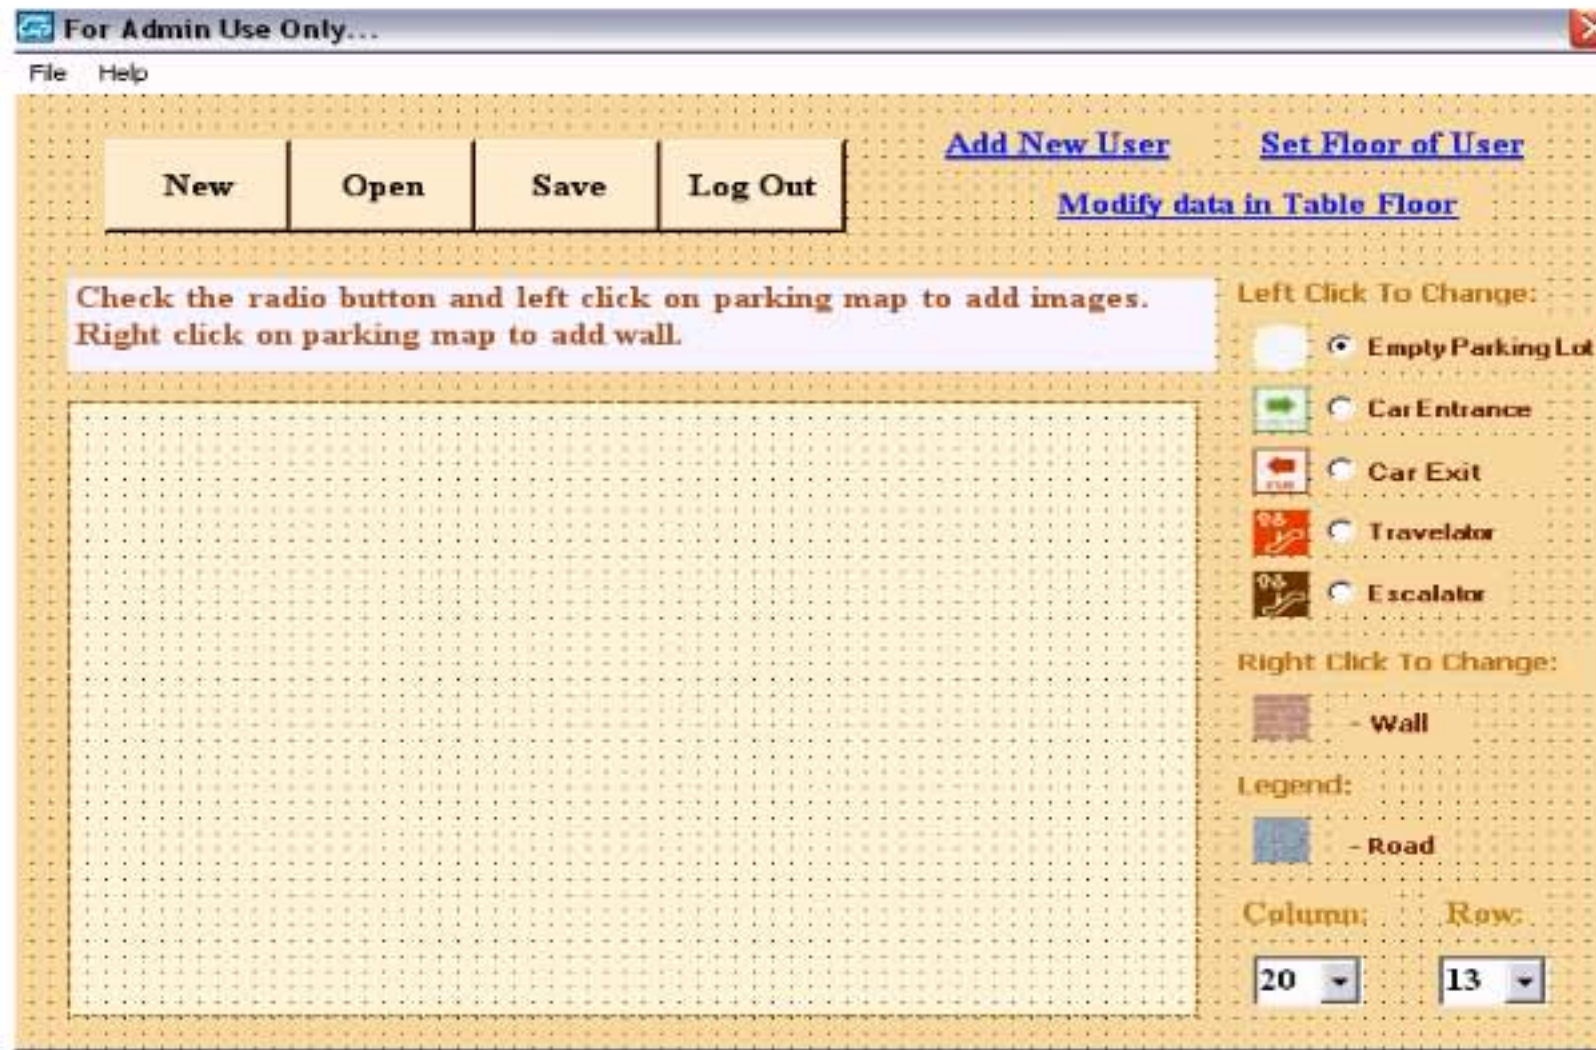 For Admin Use Only...
File Help
New Open Save Log Out
Add New User Set Floor of User
Modify data in Table Floor
Check the radio button and left click on parking map to add images.
Right click on parking map to add wall.
Left Click To Change:
Empty Parking Lot
Car Entrance
Car Exit
Travelator
Escalator
Right Click To Change:
- Wall
Legend:
- Road
Column: Row:
20 13